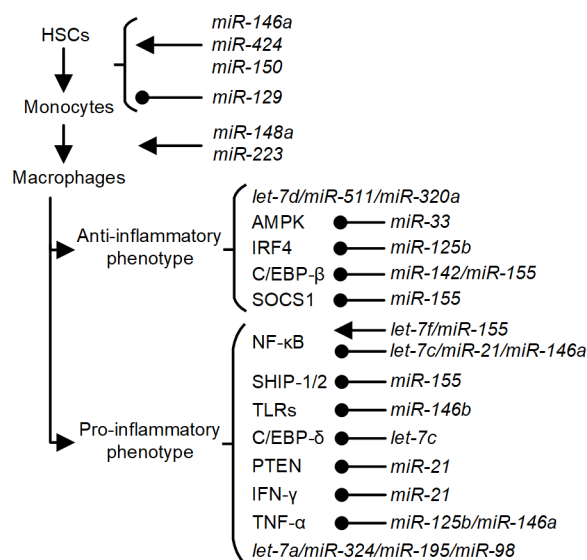 HSCs
miR-146a
miR-424
miR-150
miR-129
Monocytes
miR-148a
miR-223
Macrophages
Anti-inflammatory
phenotype
let-7d/miR-511/miR-320a
AMPK miR-33
IRF4 miR-125b
C/EBP-β miR-142/miR-155
SOCS1 miR-155
Pro-inflammatory
phenotype
NF-κB let-7f/miR-155
let-7c/miR-21/miR-146a
SHIP-1/2 miR-155
TLRs miR-146b
C/EBP-δ let-7c
PTEN miR-21
IFN-γ miR-21
TNF-α miR-125b/miR-146a
let-7a/miR-324/miR-195/miR-98